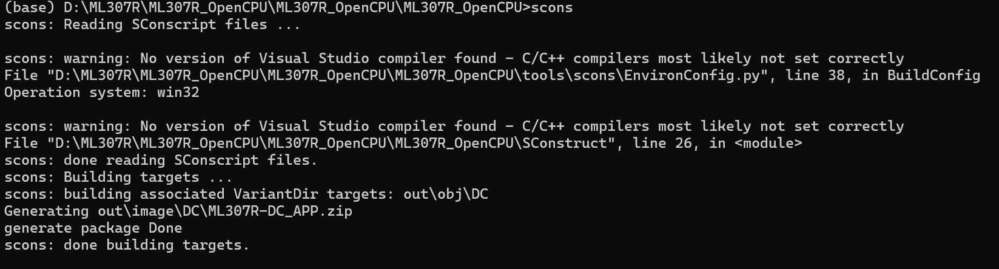 (base) D:\ML307R\ML307R_OpenCPU\ML307R_OpenCPU\ML307R_OpenCPU>scons
scons: Reading SConscript files ...
scons: warning: No version of Visual Studio compiler found - C/C++ compilers most likely not set correctly
File "D:\ML307R\ML307R_OpenCPU\ML307R_OpenCPU\ML307R_OpenCPU\tools\scons\EnvironConfig.py", line 38, in BuildConfig
Operation system: win32
scons: warning: No version of Visual Studio compiler found - C/C++ compilers most likely not set correctly
File "D:\ML307R\ML307R_OpenCPU\ML307R_OpenCPU\ML307R_OpenCPU\SConstruct", line 26, in <module>
scons: done reading SConscript files.
scons: Building targets ...
scons: building associated VariantDir targets: out\obj\DC
Generating out\image\DC\ML307R-DC_APP.zip
generate package Done
scons: done building targets.